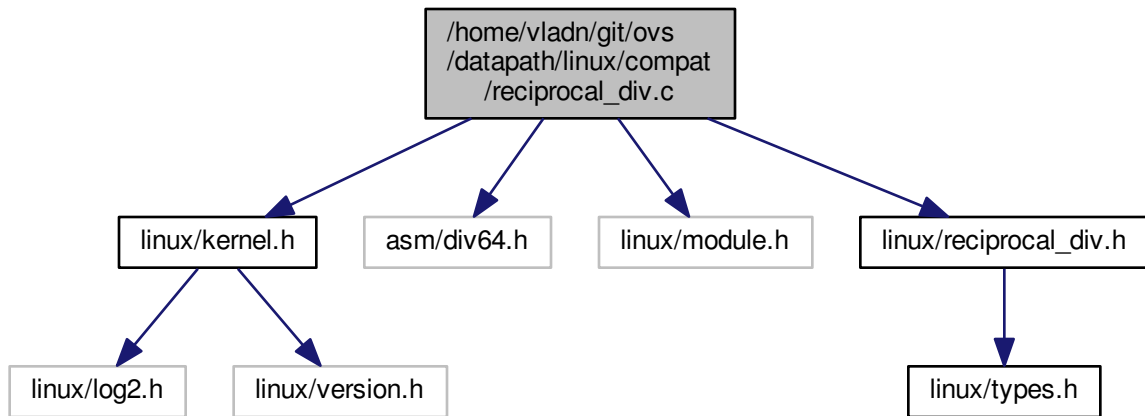 /home/vladn/git/ovs
/datapath/linux/compat
/reciprocal_div.c
linux/kernel.h
asm/div64.h
linux/module.h
linux/reciprocal_div.h
linux/log2.h
linux/version.h
linux/types.h